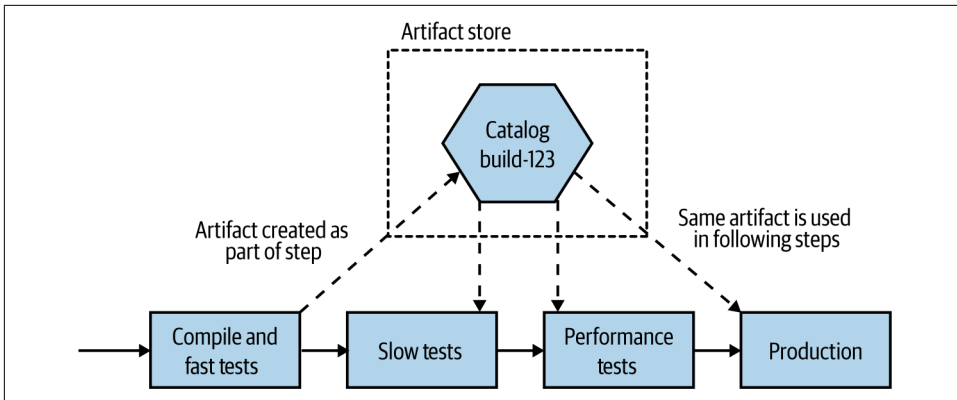 Artifact store
Catalog
build-123
Artifact created as
part of step
Same artifact is used
in following steps
Compile and
fast tests
Slow tests
Performance
tests
Production